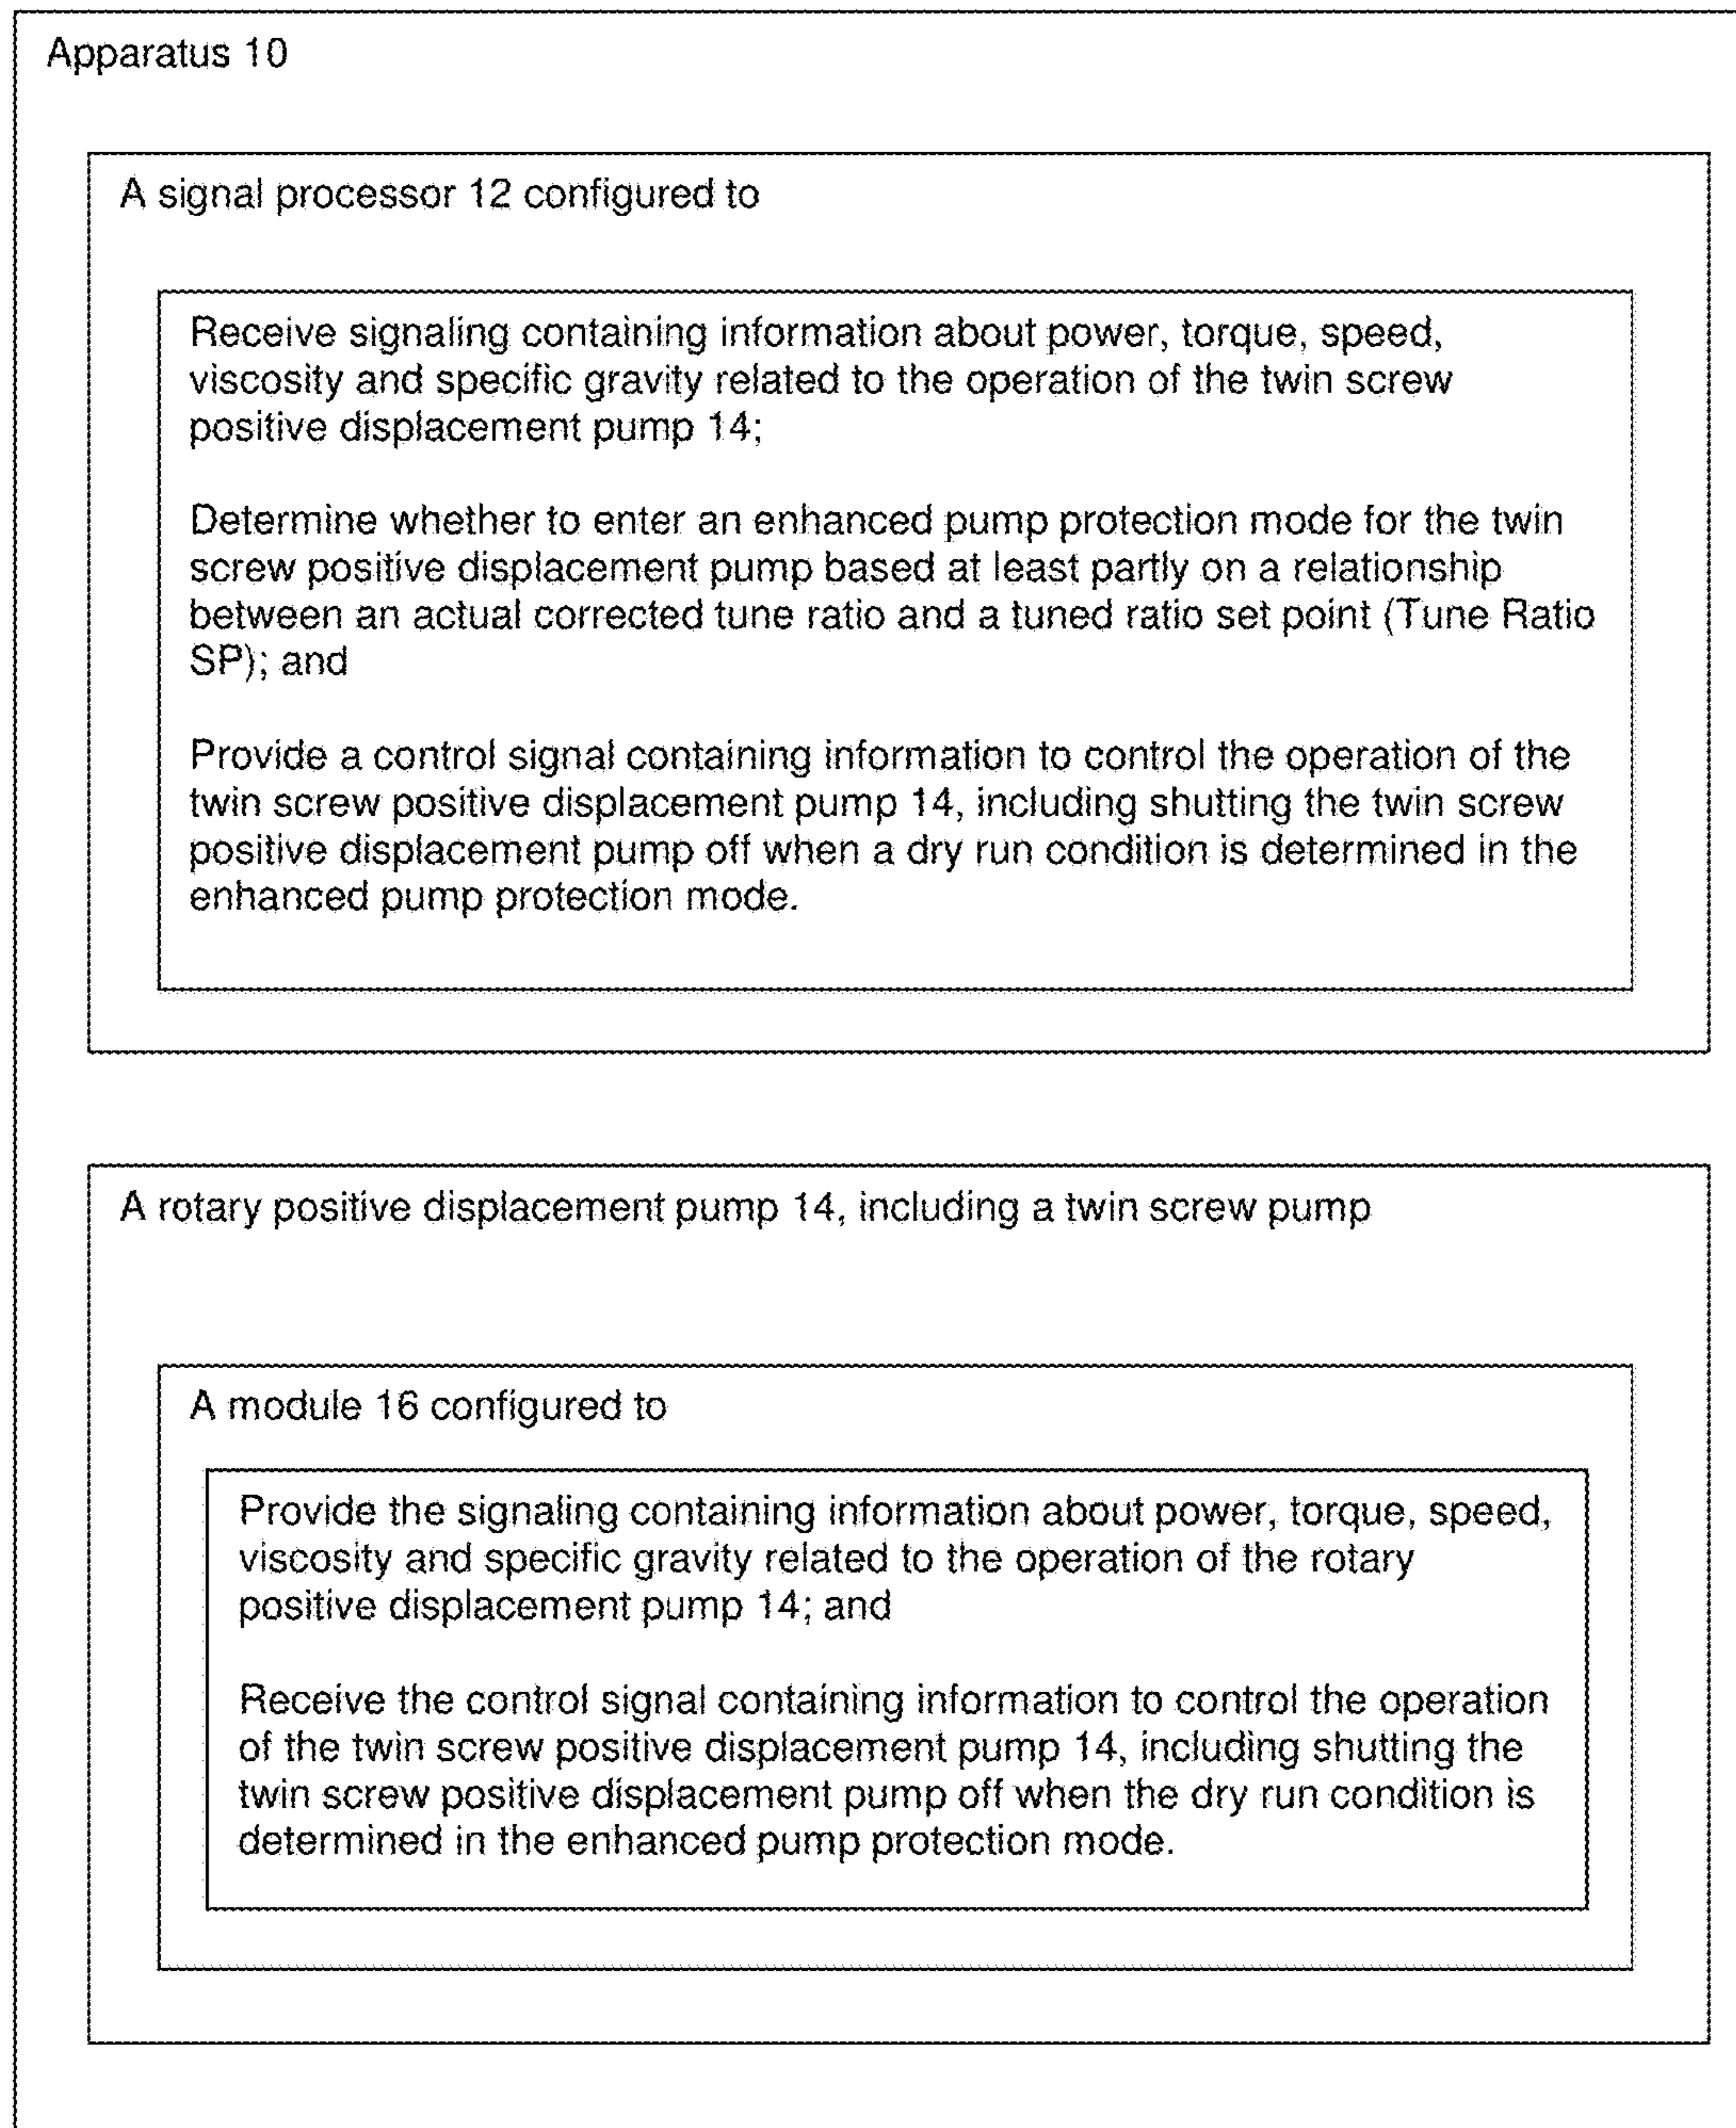 Apparatus 10
A signal processor 12 configured to
Receive signaling containing information about power, torque, speed,
viscosity and specific gravity related to the operation of the twin screw
positive displacement pump 14;
Determine whether to enter an enhanced pump protection mode for the twin
screw positive displacement pump based at least partly on a relationship
between an actual corrected tune ratio and a tuned ratio set point (Tune Ratio
SP); and
Provide a control signal containing information to control the operation of the
twin screw positive displacement pump 14, including shutting the twin screw
positive displacement pump off when a dry run condition is determined in the
enhanced pump protection mode.
A rotary positive displacement pump 14, including a twin screw pump
A module 16 configured to
Provide the signaling containing information about power, torque, speed,
viscosity and specific gravity related to the operation of the rotary
positive displacement pump 14; and
Receive the control signal containing information to control the operation
of the twin screw positive displacement pump 14, including shutting the
twin screw positive displacement pump off when the dry run condition is
determined in the enhanced pump protection mode.